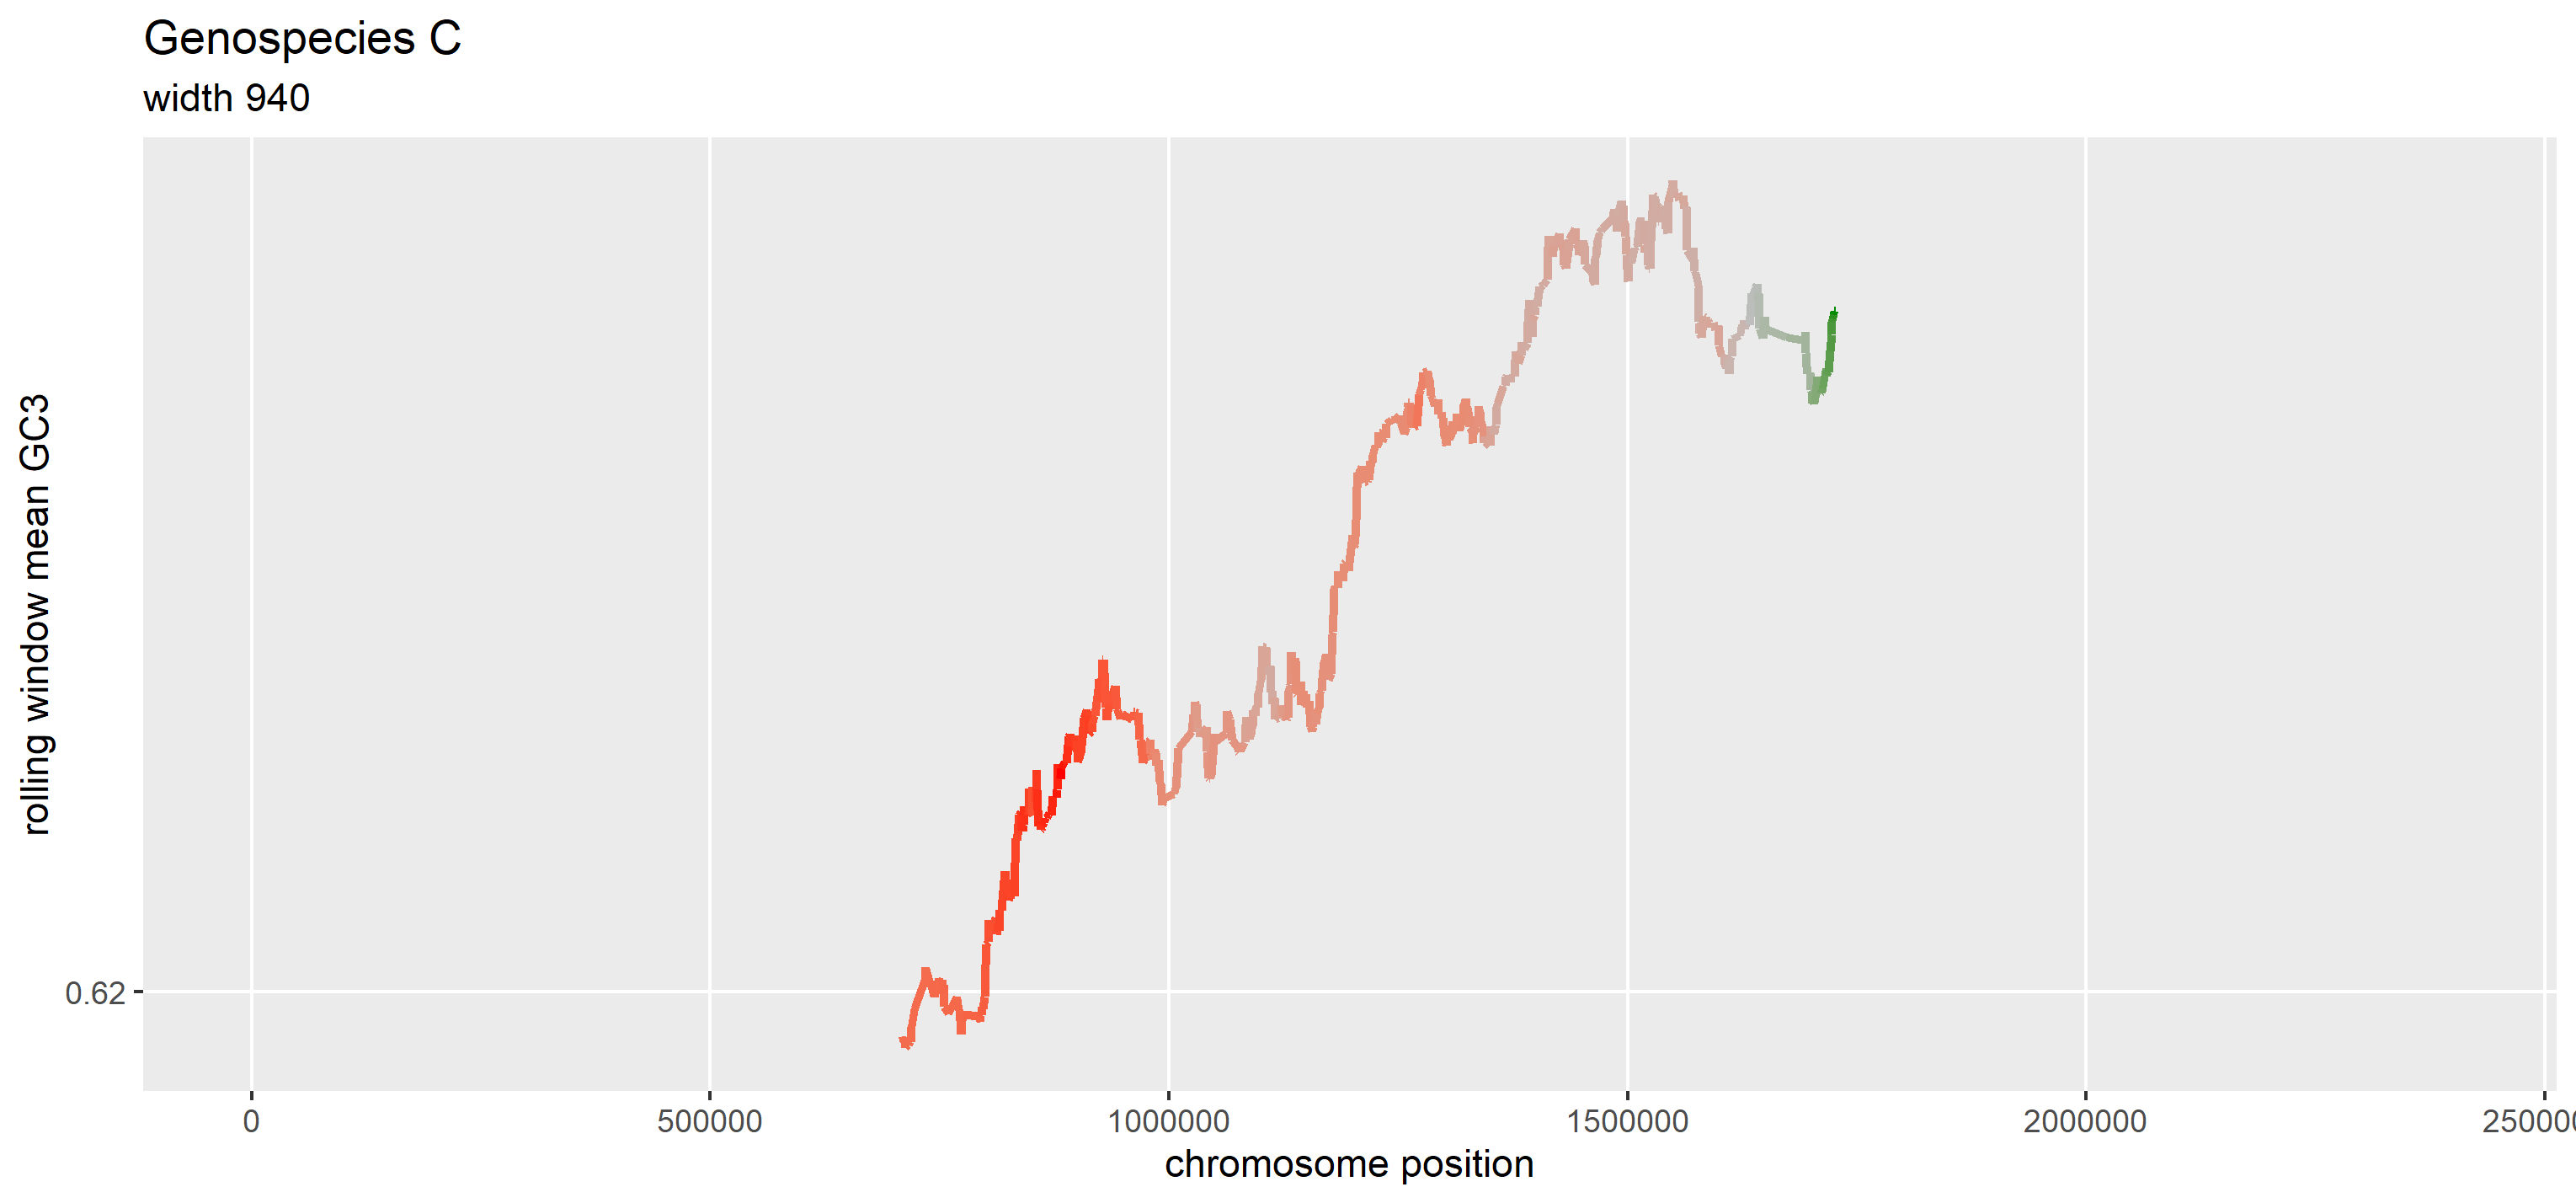 Genospecies C
width 940
rolling window mean GC3
0.62
0 500000 1000000 1500000 2000000
chromosome position